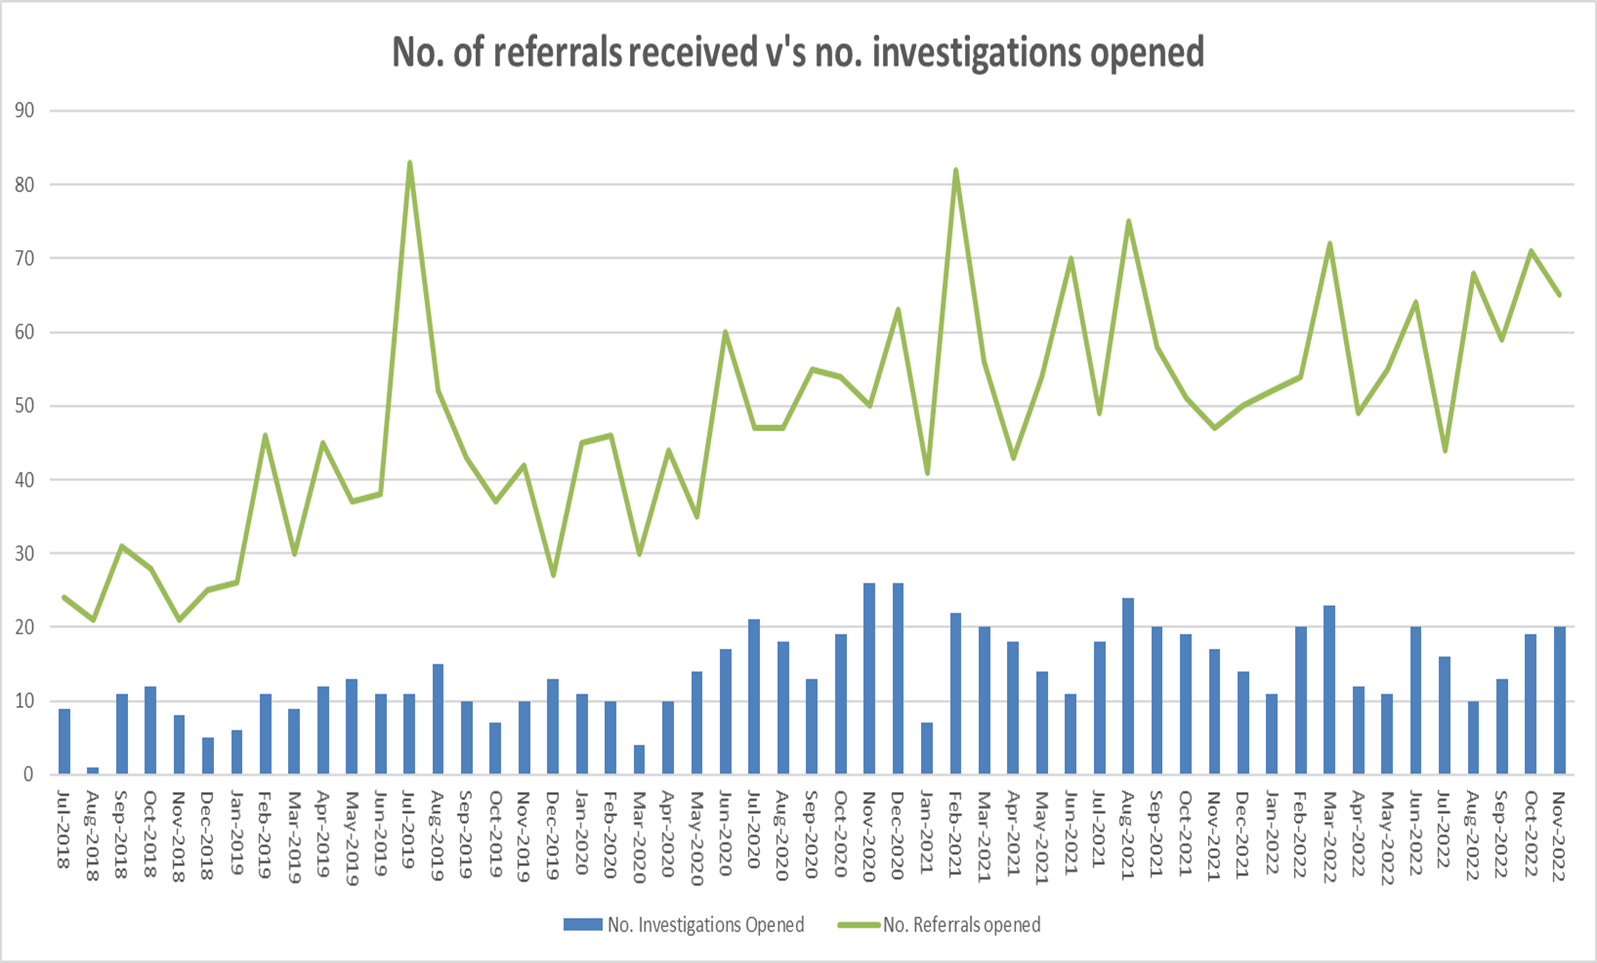 No. of referrals received v's no. investigations opened
90
80
70
60
50
40
30
20
10
0
Jul-2018
Aug-2018
Sep-2018
Oct-2018
Nov-2018
Dec-2018
Jan-2019
Feb-2019
Mar-2019
Apr-2019
May-2019
Jun-2019
Jul-2019
Aug-2019
Sep-2019
Oct-2019
Nov-2019
Dec-2019
Jan-2020
Feb-2020
Mar-2020
Apr-2020
May-2020
Jun-2020
Jul-2020
Aug-2020
Sep-2020
Oct-2020
Nov-2020
Dec-2020
Jan-2021
Feb-2021
Mar-2021
Apr-2021
May-2021
Jun-2021
Jul-2021
Aug-2021
Sep-2021
Oct-2021
Nov-2021
Dec-2021
Jan-2022
Feb-2022
Mar-2022
Apr-2022
May-2022
Jun-2022
Jul-2022
Aug-2022
Sep-2022
Oct-2022
Nov-2022
No. Investigations Opened
No. Referrals opened